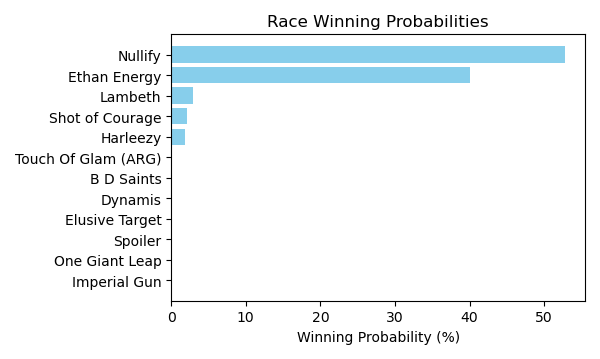 Race Winning Probabilities
Nullify
Ethan Energy
Lambeth
Shot of Courage
Harleezy
Touch Of Glam (ARG)
B D Saints
Dynamis
Elusive Target
Spoiler
One Giant Leap
Imperial Gun
0 10 20 30 40 50
Winning Probability (%)